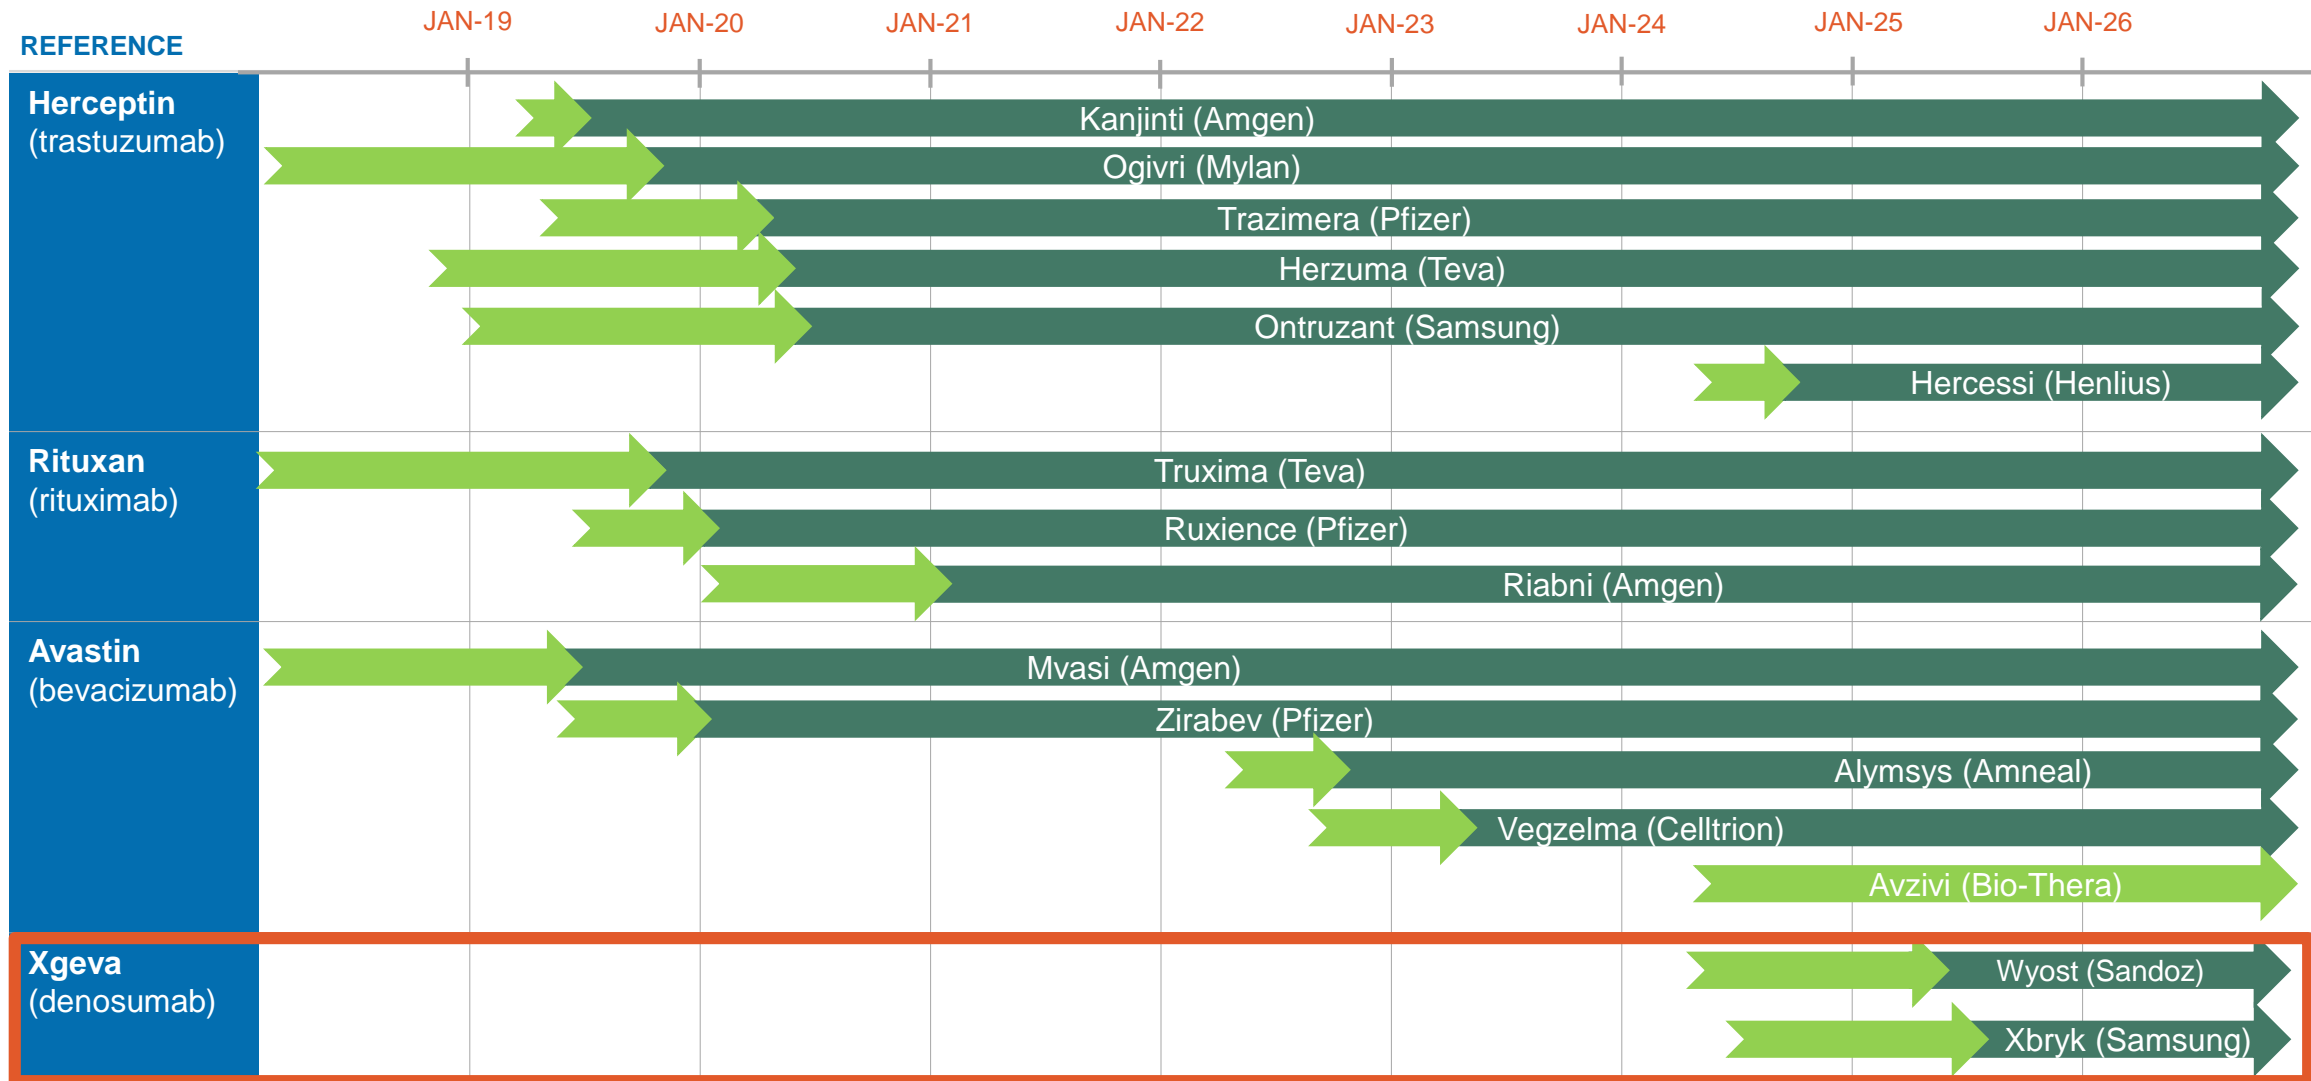 JAN-19 JAN-20 JAN-21 JAN-22 JAN-23 JAN-24 JAN-25 JAN-26
REFERENCE
Herceptin
(trastuzumab)
Kanjinti (Amgen)
Ogivri (Mylan)
Trazimera (Pfizer)
Herzuma (Teva)
Ontruzant (Samsung)
Hercessi (Henlius)
Rituxan
(rituximab)
Truxima (Teva)
Ruxience (Pfizer)
Riabni (Amgen)
Avastin
(bevacizumab)
Mvasi (Amgen)
Zirabev (Pfizer)
Alymsys (Amneal)
Vegzelma (Celltrion)
Avzivi (Bio-Thera)
Xgeva
(denosumab)
Wyost (Sandoz)
Xbryk (Samsung)